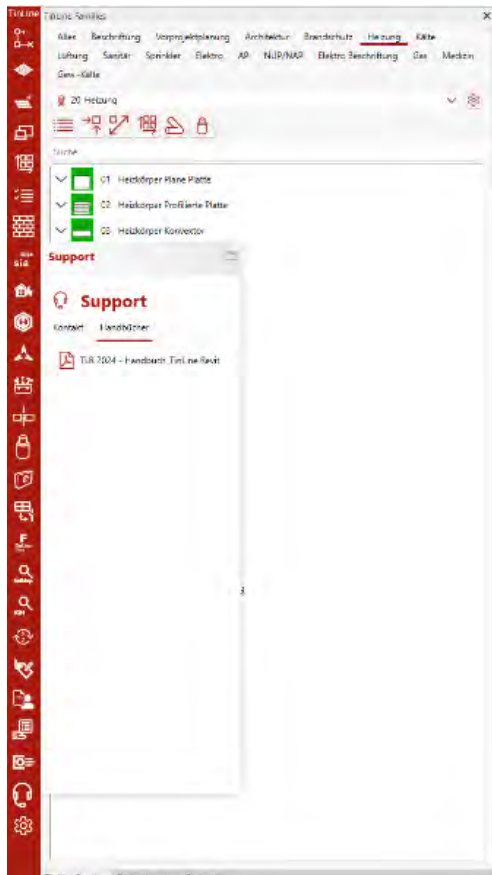 TinLine
TinLine Families
Alles Beschriftung Vorprojektplanung Architektur Brandschutz Heizung Kälte
Lüftung Sanitär Sprinkler Elektro AP NUP/NAP Elektro Beschriftung Gas Medizin
Gas - Kälte
20 Heizung
Suche
01 Heizkörper Plane Platte
02 Heizkörper Profilierte Platte
03 Heizkörper Konvektor
sia
Support
Support
Kontakt Handbücher
TLR 2024 - Handbuch TinLine Revit
F